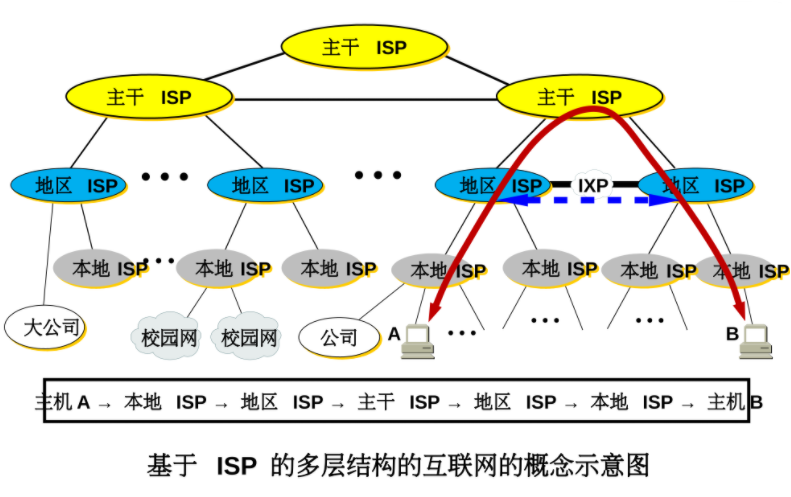 主干 ISP
主干 ISP
主干 ISP
地区 ISP
• • •
地区 ISP
• • •
地区 ISP
IXP
地区 ISP
本地 ISP
• • •
本地 ISP
本地 ISP
本地 ISP
本地 ISP
本地 ISP
本地 ISP
大公司
校园网
校园网
公司
A
• • •
• • •
• • •
B
主机 A → 本地 ISP → 地区 ISP → 主干 ISP → 地区 ISP → 本地 ISP → 主机 B
基于 ISP 的多层结构的互联网的概念示意图